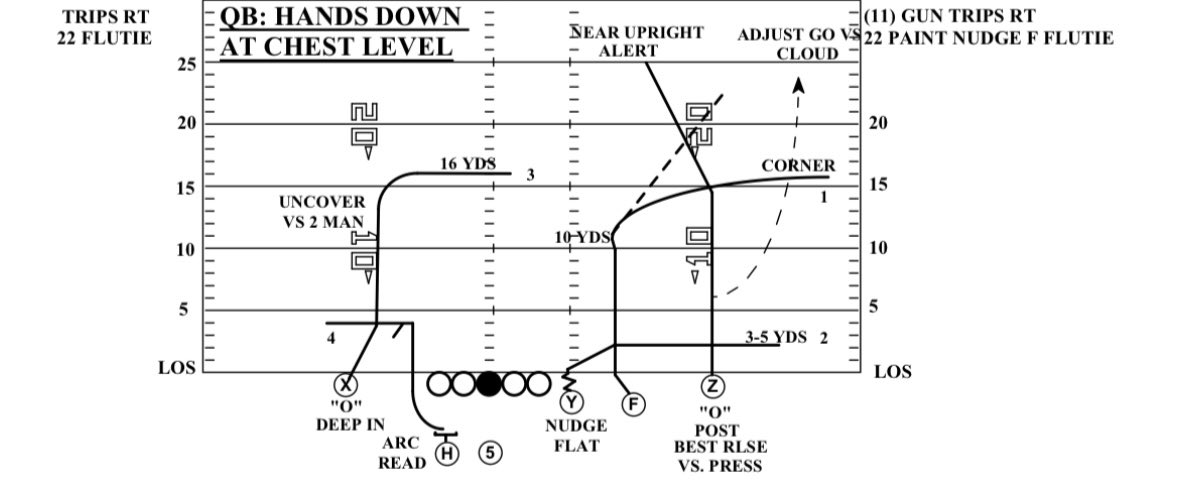 TRIPS RT
22 FLUTIE
QB: HANDS DOWN
AT CHEST LEVEL
NEAR UPRIGHT
ALERT
ADJUST GO VS
CLOUD
(11) GUN TRIPS RT
22 PAINT NUDGE F FLUTIE
25
20
20
20
20
16 YDS
3
CORNER
15
15
1
UNCOVER
VS 2 MAN
10 YDS
10
10
10
10
5
5
4
3-5 YDS 2
LOS
LOS
X
Y
F
Z
"O"
DEEP IN
NUDGE
FLAT
"O"
POST
BEST RLSE
VS. PRESS
ARC
READ
H
5